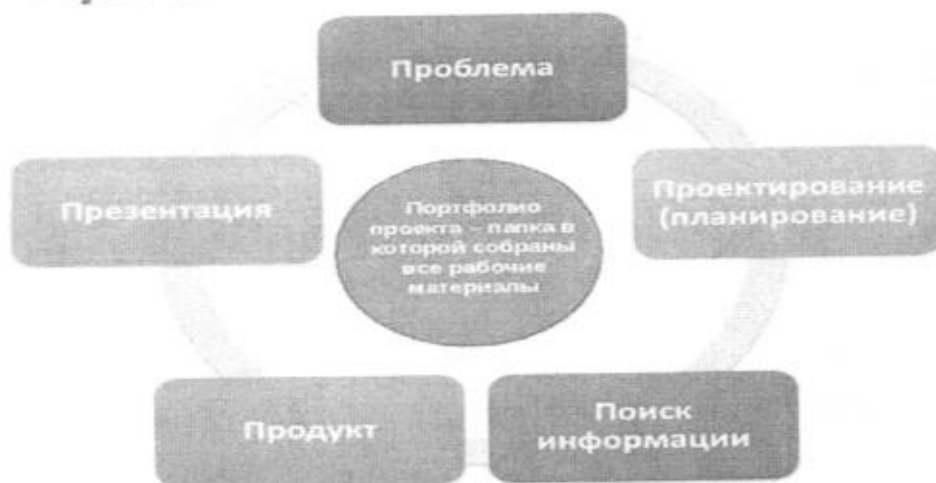 Проблема
Проектирование
(планирование)
Поиск
информации
Продукт
Презентация
Портфолио
проекта – папка в
которой собраны
все рабочие
материалы